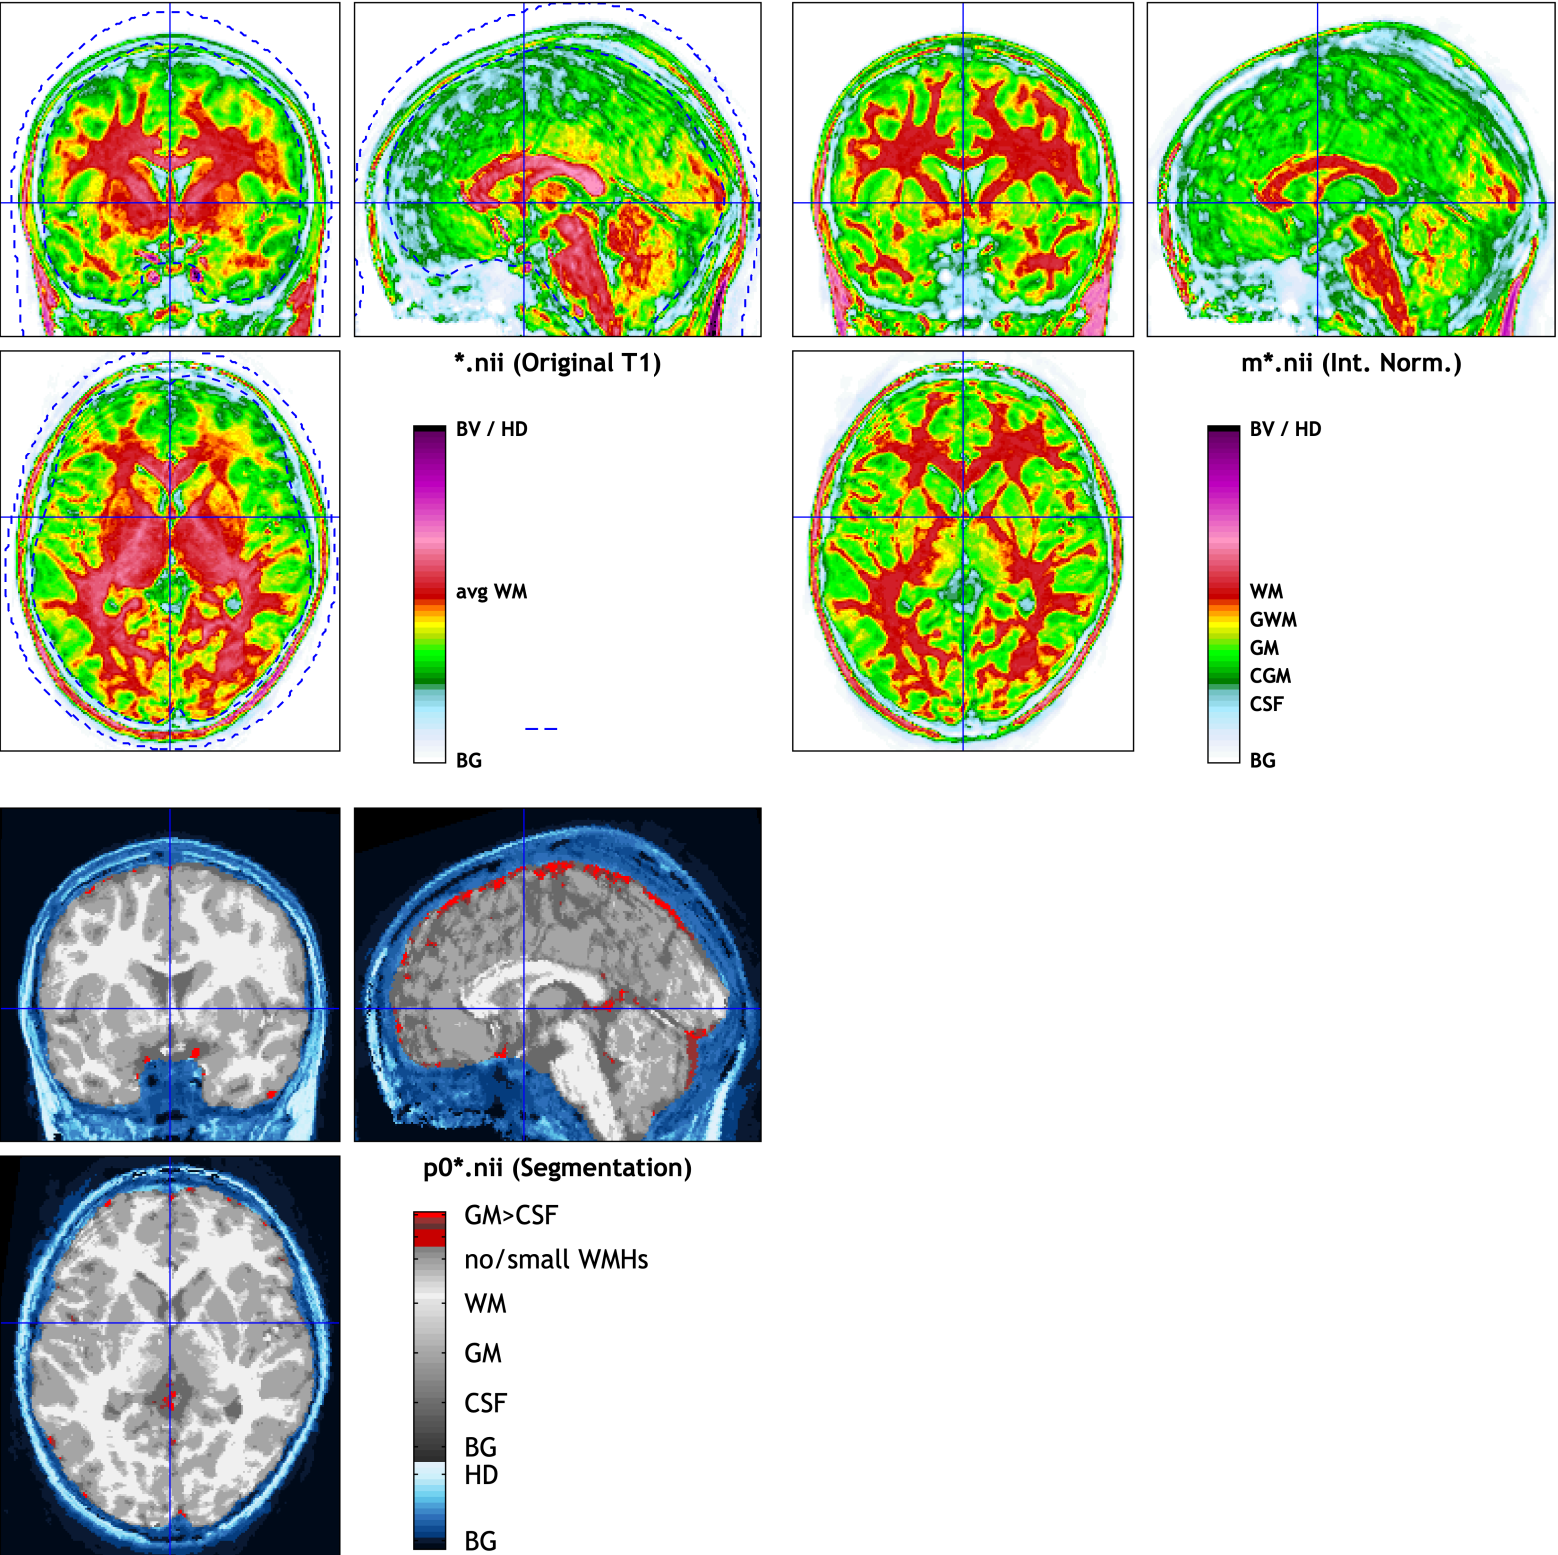 *.nii (Original T1)
BV / HD
avg WM
BG
m*.nii (Int. Norm.)
BV / HD
WM
GWM
GM
CGM
CSF
BG
p0*.nii (Segmentation)
GM>CSF
no/small WMHs
WM
GM
CSF
BG
HD
BG